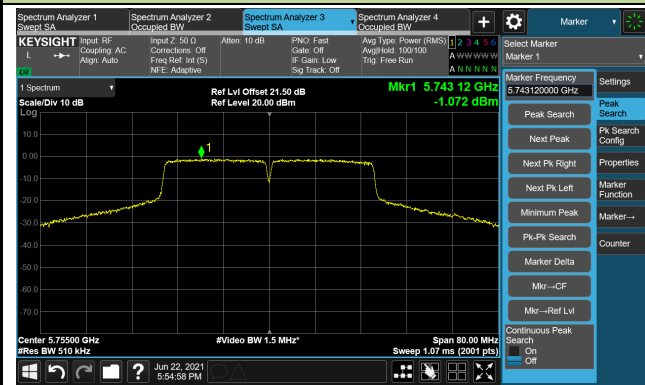 Spectrum Analyzer 1
Swept SA
Spectrum Analyzer 2
Occupied BW
Spectrum Analyzer 3
Swept SA
Spectrum Analyzer 4
Occupied BW
Marker
KEYSIGHT
L
Input: RF
Coupling: AC
Align: Auto
Input Z: 50 Ω
Corrections: Off
Freq Ref: Int (S)
NFE: Adaptive
Atten: 10 dB
PNO: Fast
Gate: Off
IF Gain: Low
Sig Track: Off
Avg Type: Power (RMS)
Avg|Hold: 100/100
Trig: Free Run
1 2 3 4 5 6
A W W W W W
A N N N N N
Select Marker
Marker 1
1 Spectrum
Scale/Div 10 dB
Ref Lvl Offset 21.50 dB
Ref Level 20.00 dBm
Mkr1 5.743 12 GHz
-1.072 dBm
Log
10.0
0.00
-10.0
-20.0
-30.0
-40.0
-50.0
-60.0
-70.0
1
Center 5.75500 GHz
#Res BW 510 kHz
#Video BW 1.5 MHz*
Span 80.00 MHz
Sweep 1.07 ms (2001 pts)
Marker Frequency
5.743120000 GHz
Peak Search
Next Peak
Next Pk Right
Next Pk Left
Minimum Peak
Pk-Pk Search
Marker Delta
Mkr→CF
Mkr→Ref Lvl
Continuous Peak
Search
On
Off
Settings
Peak
Search
Pk Search
Config
Properties
Marker
Function
Marker→
Counter
?
Jun 22, 2021
5:54:58 PM